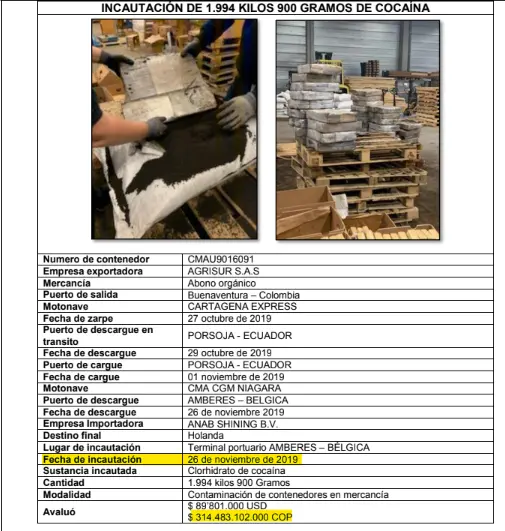 INCAUTACIÓN DE 1.994 KILOS 900 GRAMOS DE COCAÍNA
Numero de contenedor CMAU9016091
Empresa exportadora AGRISUR S.A.S
Mercancía Abono orgánico
Puerto de salida Buenaventura – Colombia
Motonave CARTAGENA EXPRESS
Fecha de zarpe 27 octubre de 2019
Puerto de descargue en
transito PORSOJA - ECUADOR
Fecha de descargue 29 octubre de 2019
Puerto de cargue PORSOJA - ECUADOR
Fecha de cargue 01 noviembre de 2019
Motonave CMA CGM NIAGARA
Puerto de descargue AMBERES – BELGICA
Fecha de descargue 26 de noviembre de 2019
Empresa Importadora ANAB SHINING B.V.
Destino final Holanda
Lugar de incautación Terminal portuario AMBERES – BÉLGICA
Fecha de incautación 26 de noviembre de 2019
Sustancia incautada Clorhidrato de cocaína
Cantidad 1.994 kilos 900 Gramos
Modalidad Contaminación de contenedores en mercancía
Avaluó $ 89'801.000 USD
$ 314.483.102.000 COP